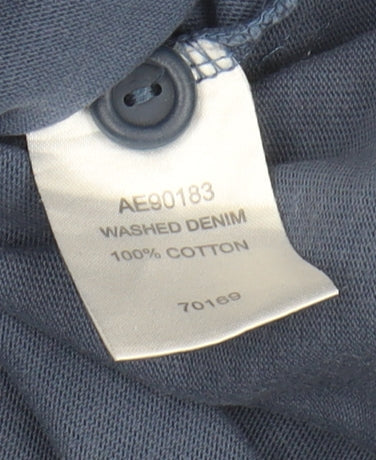 AE90183
WASHED DENIM
100% COTTON
70169